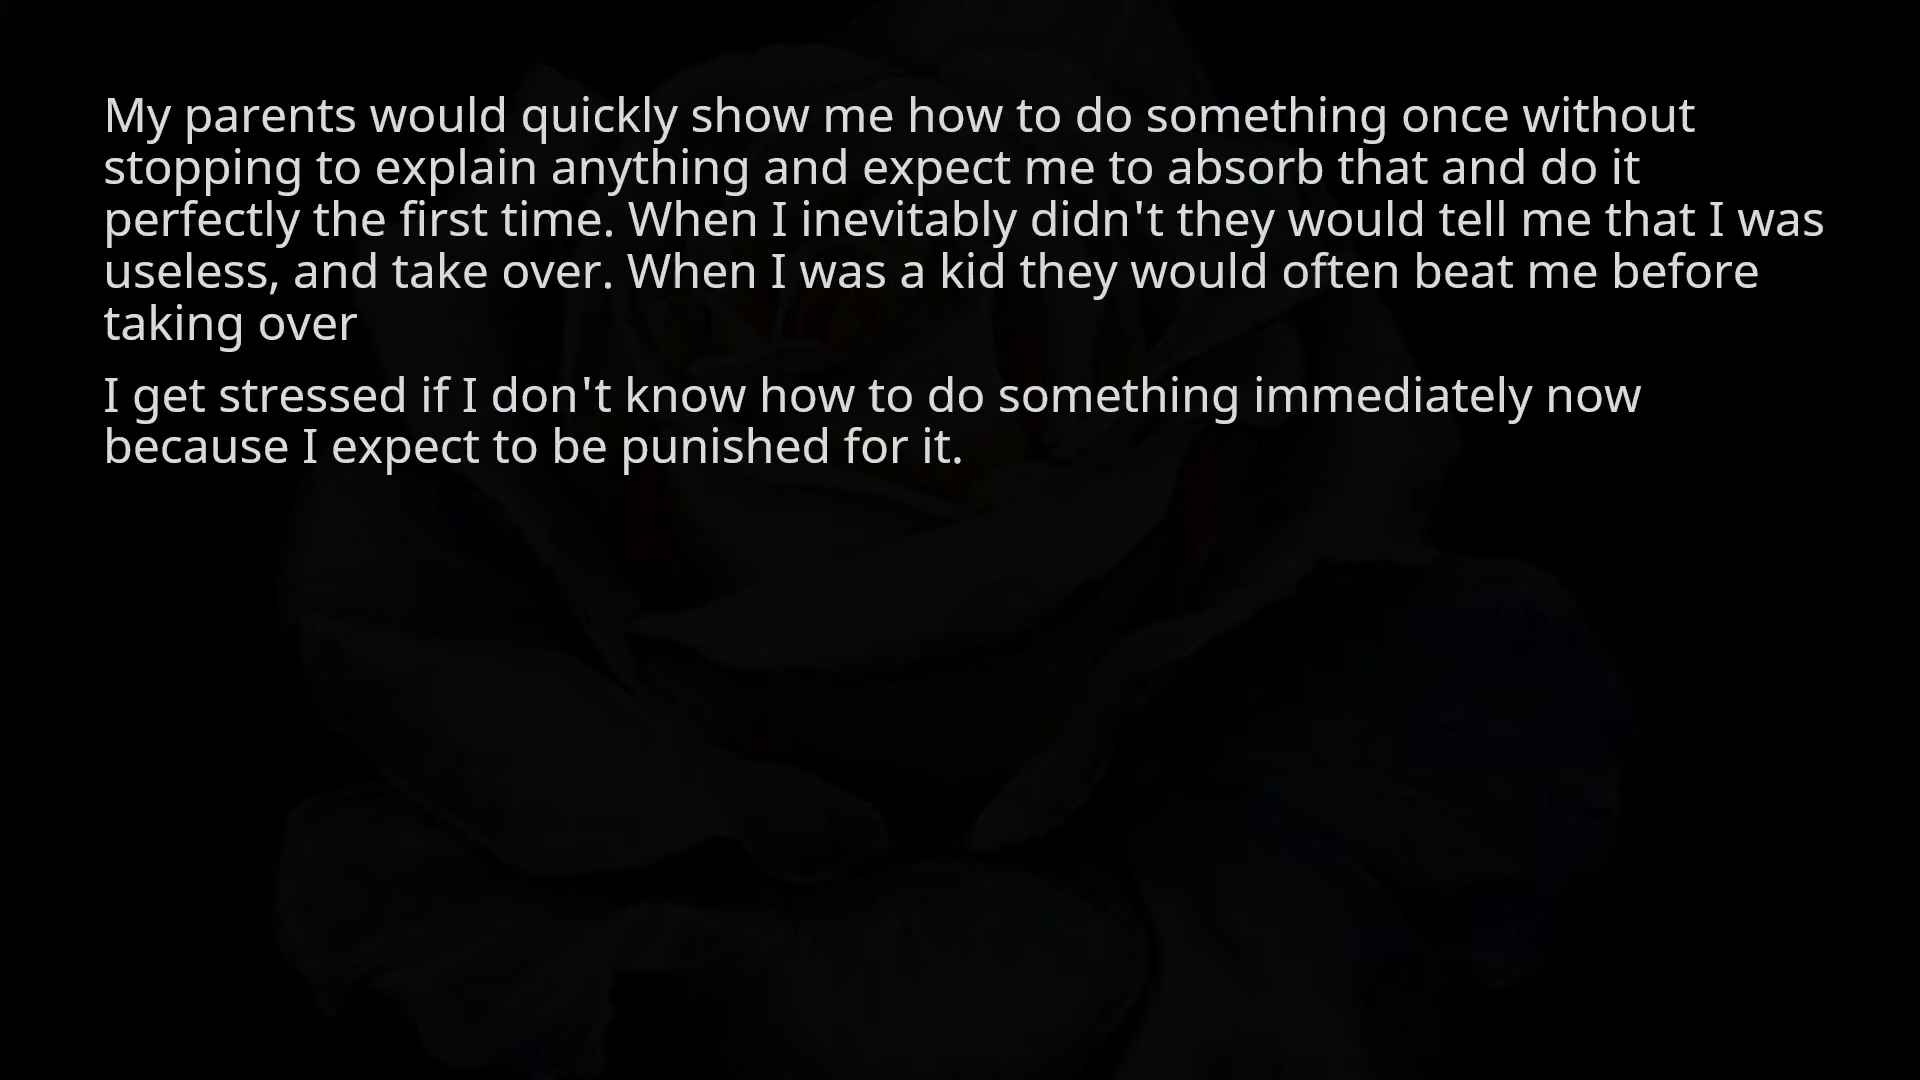 My parents would quickly show me how to do something once without
stopping to explain anything and expect me to absorb that and do it
perfectly the first time. When I inevitably didn't they would tell me that I was
useless, and take over. When I was a kid they would often beat me before
taking over
I get stressed if I don't know how to do something immediately now
because I expect to be punished for it.